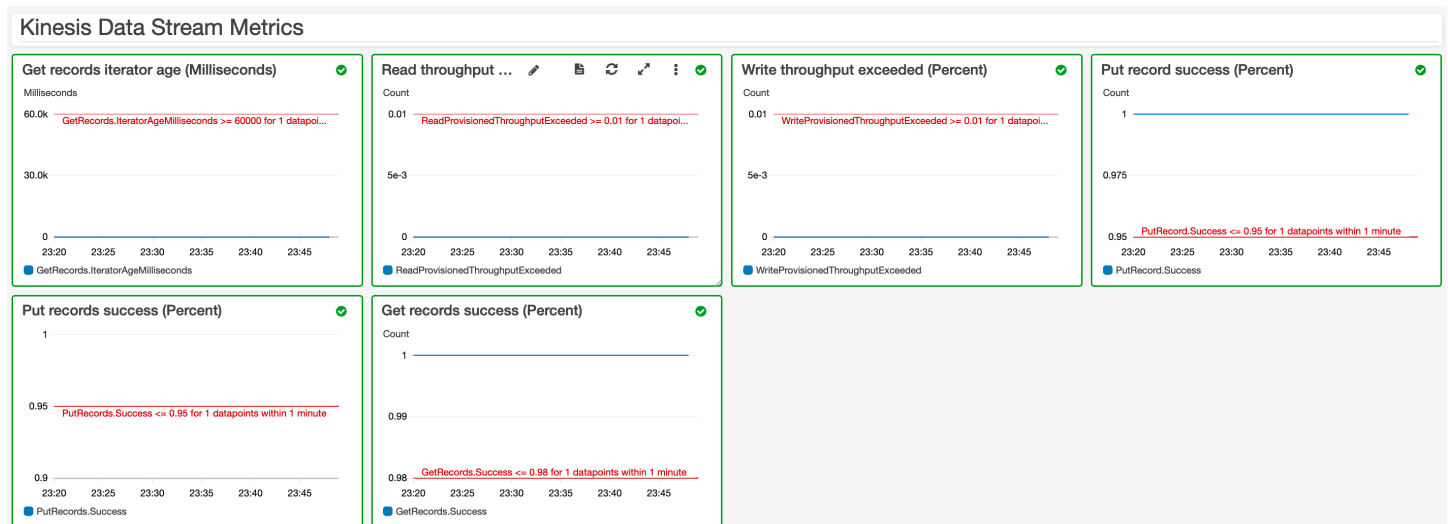 Kinesis Data Stream Metrics
Get records iterator age (Milliseconds)
Milliseconds
60.0k
GetRecords.IteratorAgeMilliseconds >= 60000 for 1 datapoi...
30.0k
0
23:20 23:25 23:30 23:35 23:40 23:45
GetRecords.IteratorAgeMilliseconds
Read throughput ...
Count
0.01
ReadProvisionedThroughputExceeded >= 0.01 for 1 datapoi...
5e-3
0
23:20 23:25 23:30 23:35 23:40 23:45
ReadProvisionedThroughputExceeded
Write throughput exceeded (Percent)
Count
0.01
WriteProvisionedThroughputExceeded >= 0.01 for 1 datapoi...
5e-3
0
23:20 23:25 23:30 23:35 23:40 23:45
WriteProvisionedThroughputExceeded
Put record success (Percent)
Count
1
0.975
PutRecord.Success <= 0.95 for 1 datapoints within 1 minute
0.95
23:20 23:25 23:30 23:35 23:40 23:45
PutRecord.Success
Put records success (Percent)
1
0.95
PutRecords.Success <= 0.95 for 1 datapoints within 1 minute
0.9
23:20 23:25 23:30 23:35 23:40 23:45
PutRecords.Success
Get records success (Percent)
Count
1
0.99
GetRecords.Success <= 0.98 for 1 datapoints within 1 minute
0.98
23:20 23:25 23:30 23:35 23:40 23:45
GetRecords.Success